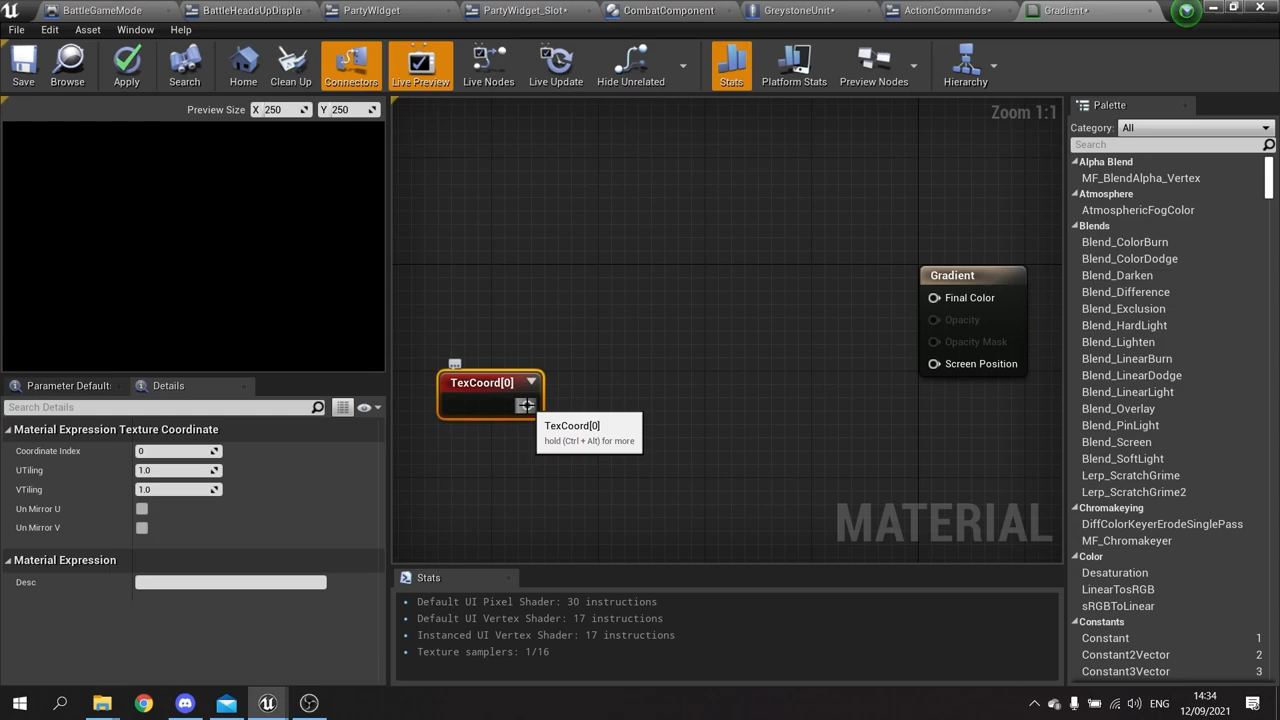 BattleGameMode
BattleHeadsUpDispla
PartyWidget
PartyWidget_Slot*
CombatComponent
GreystoneUnit*
ActionCommands*
Gradient*
File
Edit
Asset
Window
Help
Save
Browse
Apply
Search
Home
Clean Up
Connectors
Live Preview
Live Nodes
Live Update
Hide Unrelated
Stats
Platform Stats
Preview Nodes
Hierarchy
Preview Size X 250 Y 250
Zoom 1:1
Palette
Category: All
Search
Alpha Blend
MF_BlendAlpha_Vertex
Atmosphere
AtmosphericFogColor
Blends
Blend_ColorBurn
Blend_ColorDodge
Blend_Darken
Blend_Difference
Blend_Exclusion
Blend_HardLight
Blend_Lighten
Blend_LinearBurn
Blend_LinearDodge
Blend_LinearLight
Blend_Overlay
Blend_PinLight
Blend_Screen
Blend_SoftLight
Lerp_ScratchGrime
Lerp_ScratchGrime2
Chromakeying
DiffColorKeyerErodeSinglePass
MF_Chromakeyer
Color
Desaturation
LinearTosRGB
sRGBToLinear
Constants
Constant 1
Constant2Vector 2
Constant3Vector 3
Gradient
Final Color
Opacity
Opacity Mask
Screen Position
TexCoord[0]
TexCoord[0]
hold (Ctrl + Alt) for more
MATERIAL
Parameter Default:
Details
Search Details
Material Expression Texture Coordinate
Coordinate Index 0
UTiling 1.0
VTiling 1.0
Un Mirror U
Un Mirror V
Material Expression
Desc
Stats
Default UI Pixel Shader: 30 instructions
Default UI Vertex Shader: 17 instructions
Instanced UI Vertex Shader: 17 instructions
Texture samplers: 1/16
ENG
14:34
12/09/2021